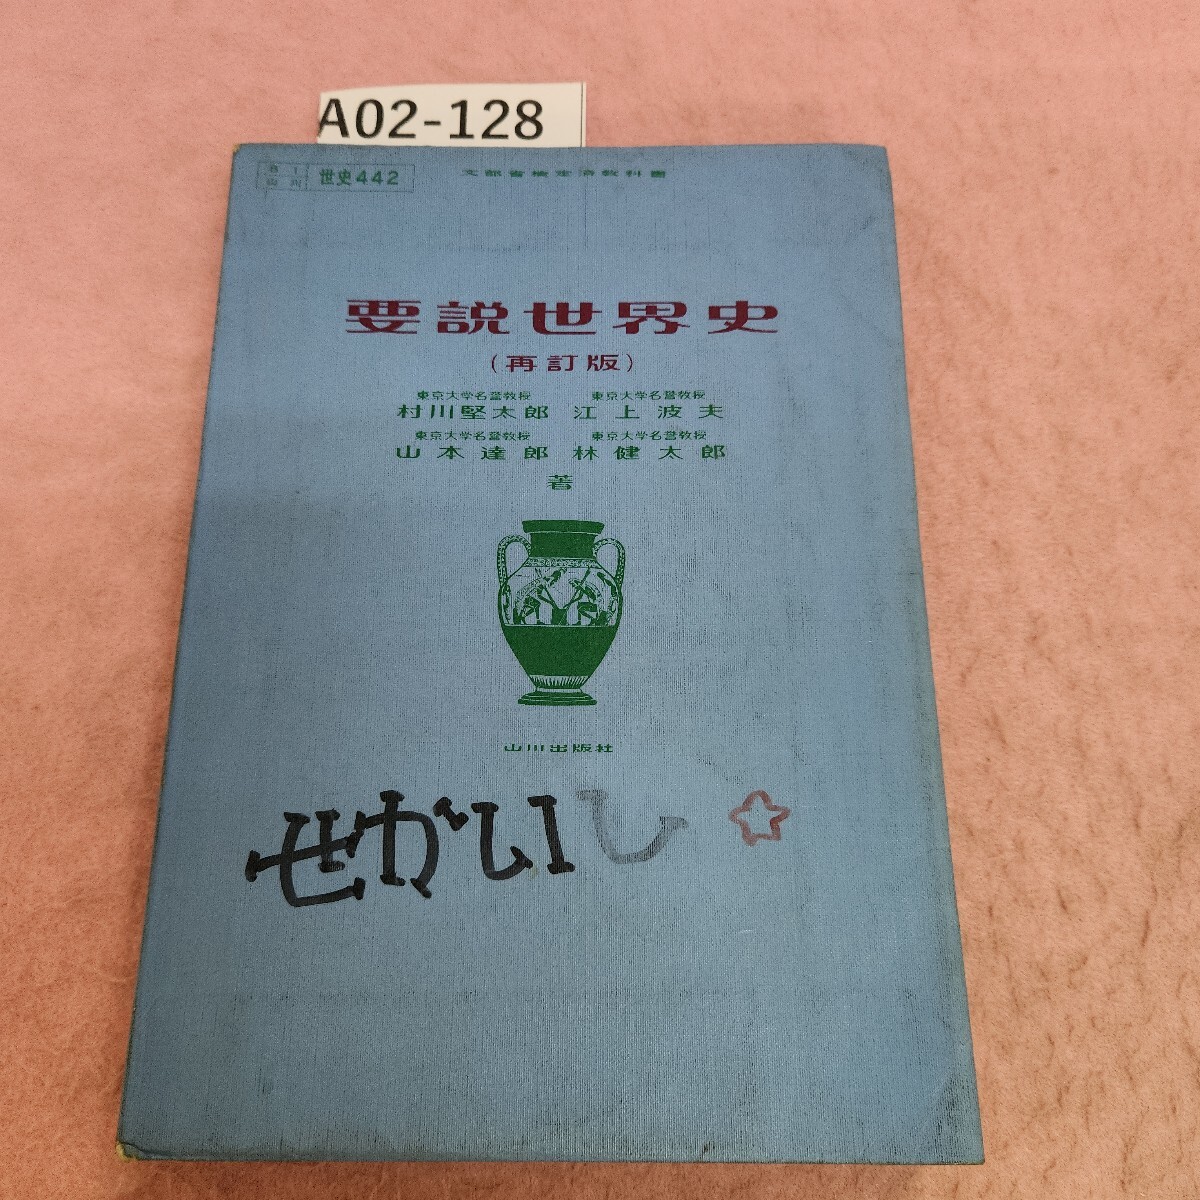 A02-128
81 山川 世史442
文部省検定済教科書
要説世界史
(再訂版)
東京大学名誉教授 東京大学名誉教授
村川堅太郎 江上波夫
東京大学名誉教授 東京大学名誉教授
山本達郎 林健太郎
著
山川出版社
せかいし ☆